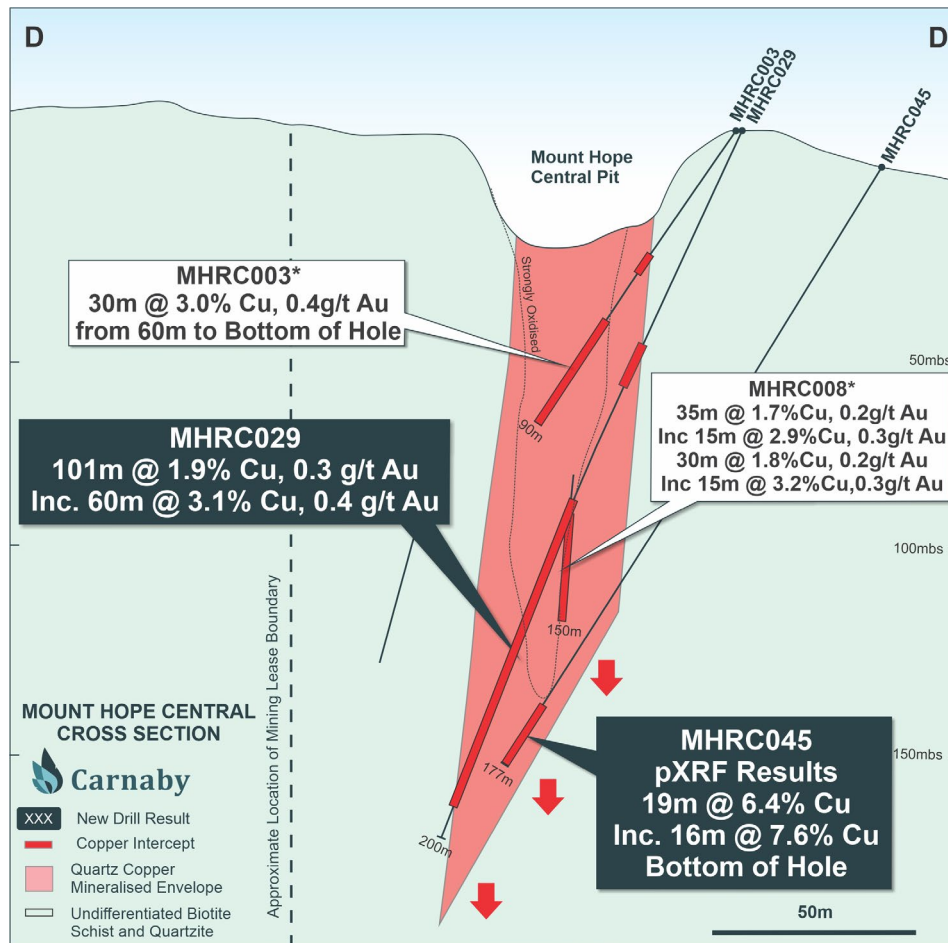 D
D
MHRC003
MHRC029
MHRC045
Mount Hope
Central Pit
Strongly Oxidised
MHRC003*
30m @ 3.0% Cu, 0.4g/t Au
from 60m to Bottom of Hole
90m
50mbs
MHRC008*
35m @ 1.7%Cu, 0.2g/t Au
Inc 15m @ 2.9%Cu, 0.3g/t Au
30m @ 1.8%Cu, 0.2g/t Au
Inc 15m @ 3.2%Cu,0.3g/t Au
MHRC029
101m @ 1.9% Cu, 0.3 g/t Au
Inc. 60m @ 3.1% Cu, 0.4 g/t Au
100mbs
150m
Approximate Location of Mining Lease Boundary
MHRC045
pXRF Results
19m @ 6.4% Cu
Inc. 16m @ 7.6% Cu
Bottom of Hole
150mbs
177m
200m
MOUNT HOPE CENTRAL
CROSS SECTION
Carnaby
XXX New Drill Result
Copper Intercept
Quartz Copper
Mineralised Envelope
Undifferentiated Biotite
Schist and Quartzite
50m